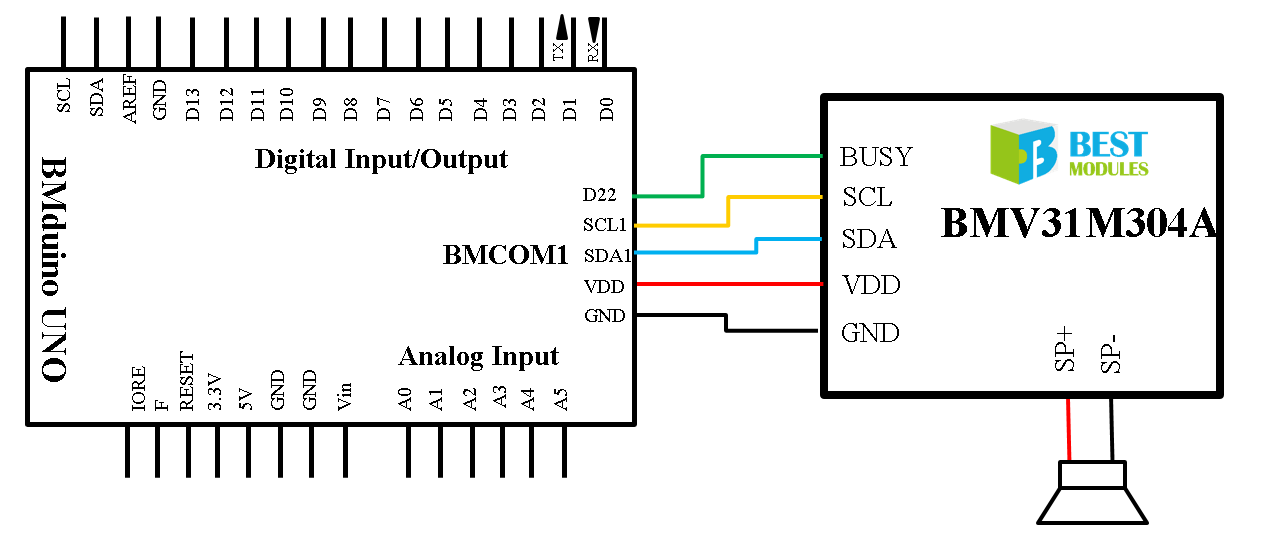 TX
RX
SCL
SDA
AREF
GND
D13
D12
D11
D10
D9
D8
D7
D6
D5
D4
D3
D2
D1
D0
Digital Input/Output
BMduino UNO
D22
SCL1
BMCOM1 SDA1
VDD
GND
Analog Input
IORE
F
RESET
3.3V
5V
GND
GND
Vin
A0
A1
A2
A3
A4
A5
BUSY
SCL
SDA
VDD
GND
BEST
MODULES
BMV31M304A
SP+
SP-